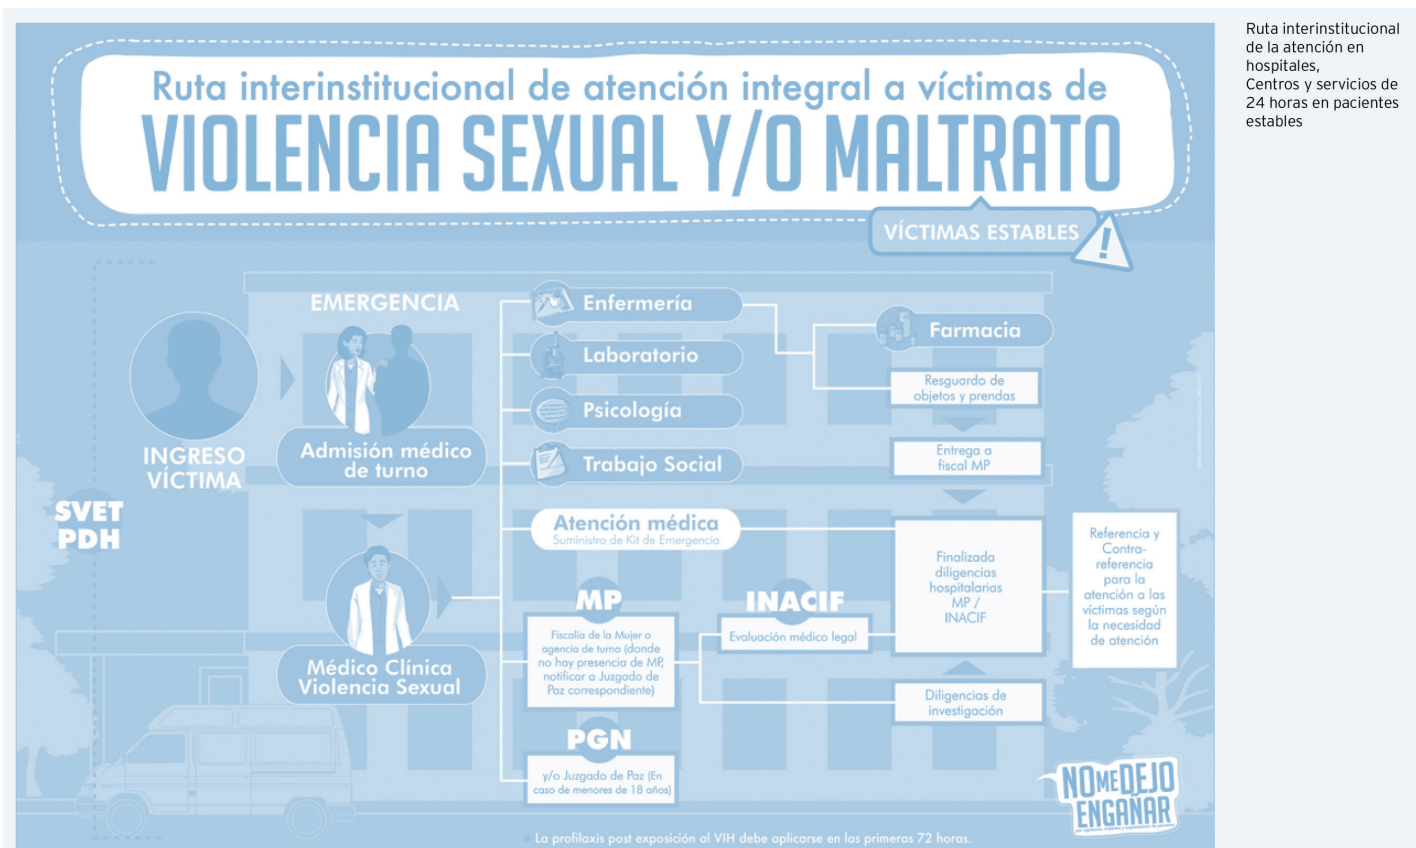 Ruta interinstitucional
de la atención en
hospitales,
Centros y servicios de
24 horas en pacientes
estables
Ruta interinstitucional de atención integral a víctimas de
VIOLENCIA SEXUAL Y/O MALTRATO
VÍCTIMAS ESTABLES
INGRESO
VÍCTIMA
SVET
PDH
EMERGENCIA
Admisión médico
de turno
Médico Clínica
Violencia Sexual
Enfermería
Laboratorio
Psicología
Trabajo Social
Atención médica
Suministro de Kit de Emergencia
MP
Fiscalía de la Mujer o
agencia de turno (donde
no hay presencia de MP,
notificar a Juzgado de
Paz correspondiente)
PGN
y/o Juzgado de Paz (En
caso de menores de 18 años)
INACIF
Evaluación médico legal
Farmacia
Resguardo de
objetos y prendas
Entrega a
fiscal MP
Finalizada
diligencias
hospitalarias
MP /
INACIF
Diligencias de
investigación
Referencia y
Contra-
referencia
para la
atención a las
víctimas según
la necesidad
de atención
NO ME DEJO
ENGAÑAR
La profilaxis post exposición al VIH debe aplicarse en las primeras 72 horas.